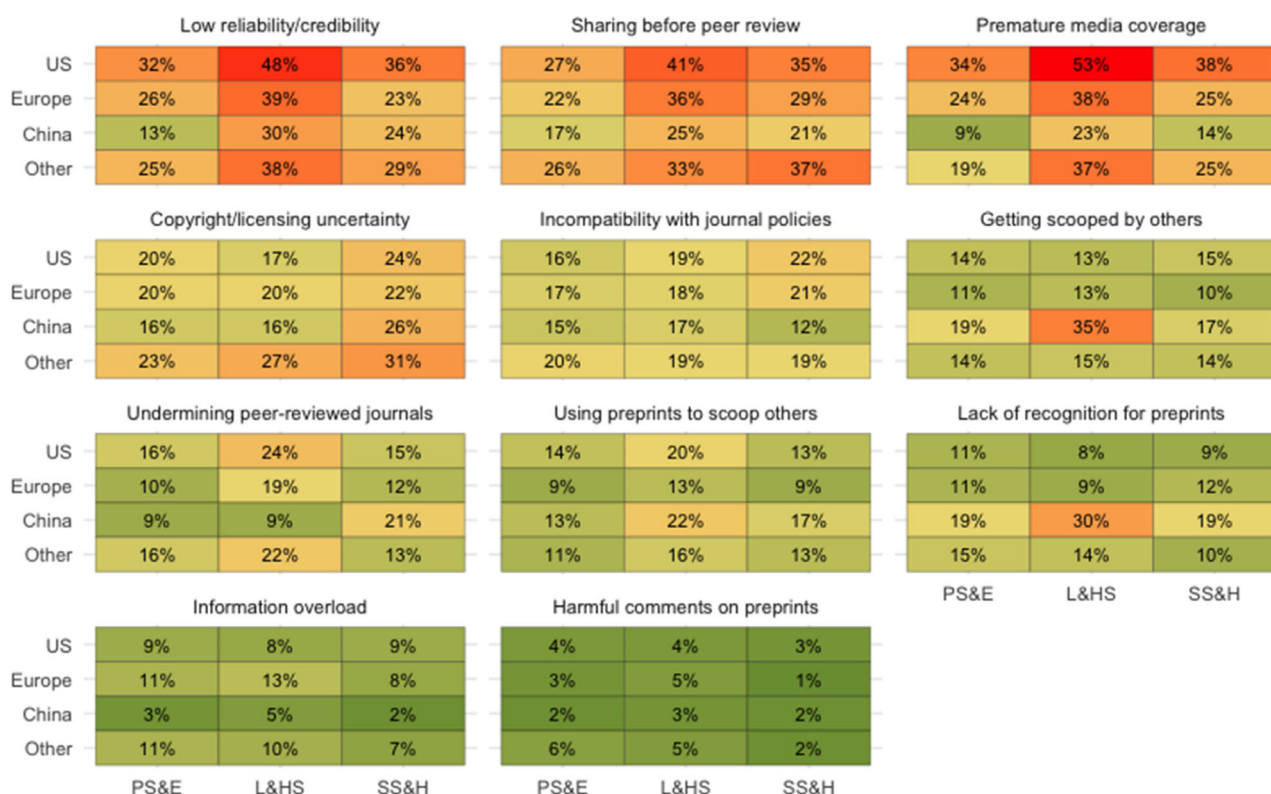 Low reliability/credibility Sharing before peer review Premature media coverage
US 32% 48% 36% 27% 41% 35% 34% 53% 38%
Europe 26% 39% 23% 22% 36% 29% 24% 38% 25%
China 13% 30% 24% 17% 25% 21% 9% 23% 14%
Other 25% 38% 29% 26% 33% 37% 19% 37% 25%
Copyright/licensing uncertainty Incompatibility with journal policies Getting scooped by others
US 20% 17% 24% 16% 19% 22% 14% 13% 15%
Europe 20% 20% 22% 17% 18% 21% 11% 13% 10%
China 16% 16% 26% 15% 17% 12% 19% 35% 17%
Other 23% 27% 31% 20% 19% 19% 14% 15% 14%
Undermining peer-reviewed journals Using preprints to scoop others Lack of recognition for preprints
US 16% 24% 15% 14% 20% 13% 11% 8% 9%
Europe 10% 19% 12% 9% 13% 9% 11% 9% 12%
China 9% 9% 21% 13% 22% 17% 19% 30% 19%
Other 16% 22% 13% 11% 16% 13% 15% 14% 10%
PS&E L&HS SS&H
Information overload Harmful comments on preprints
US 9% 8% 9% 4% 4% 3%
Europe 11% 13% 8% 3% 5% 1%
China 3% 5% 2% 2% 3% 2%
Other 11% 10% 7% 6% 5% 2%
PS&E L&HS SS&H PS&E L&HS SS&H